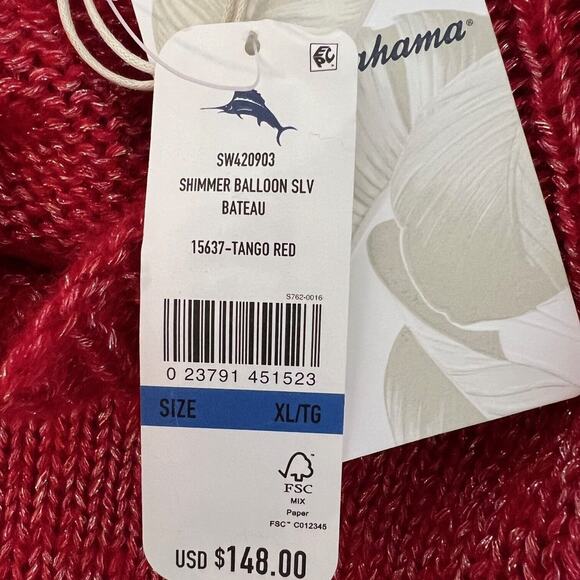 ahama®
SW420903
SHIMMER BALLOON SLV
BATEAU
15637-TANGO RED
S762-0016
0 23791 451523
SIZE XL/TG
FSC
MIX
Paper
FSC™ C012345
USD $148.00